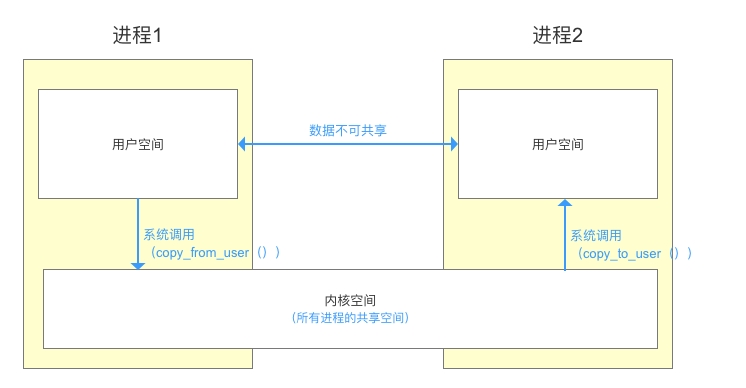 进程1
进程2
数据不可共享
用户空间
用户空间
系统调用
（copy_from_user（））
系统调用
（copy_to_user（））
内核空间
（所有进程的共享空间）